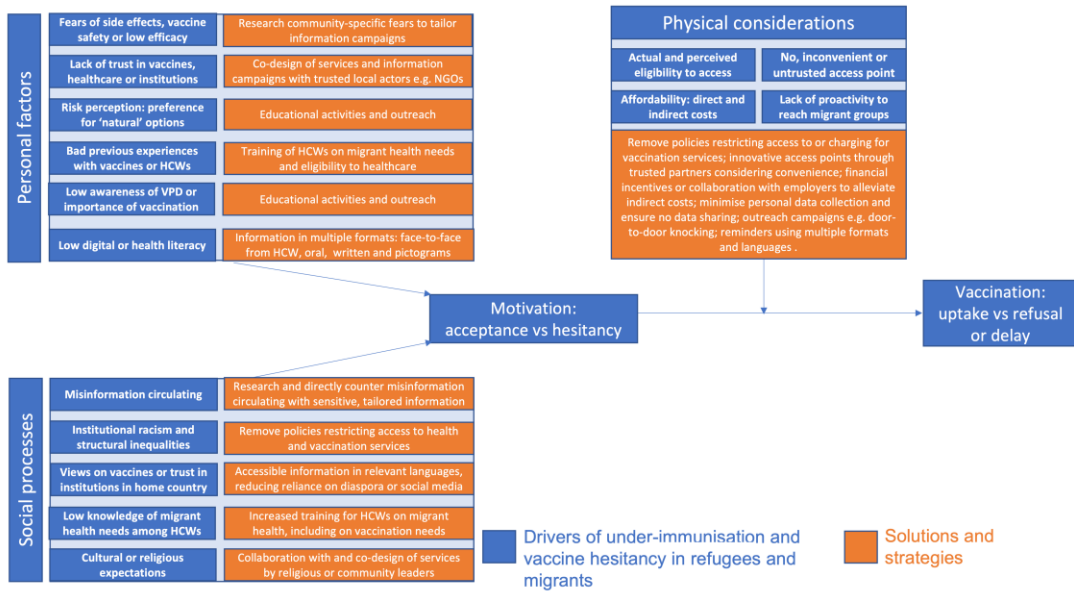 Personal factors
Fears of side effects, vaccine
safety or low efficacy
Research community-specific fears to tailor
information campaigns
Lack of trust in vaccines,
healthcare or institutions
Co-design of services and information
campaigns with trusted local actors e.g. NGOs
Risk perception: preference
for ‘natural’ options
Educational activities and outreach
Bad previous experiences
with vaccines or HCWs
Training of HCWs on migrant health needs
and eligibility to healthcare
Low awareness of VPD or
importance of vaccination
Educational activities and outreach
Low digital or health literacy
Information in multiple formats: face-to-face
from HCW, oral, written and pictograms
Physical considerations
Actual and perceived
eligibility to access
No, inconvenient or
untrusted access point
Affordability: direct and
indirect costs
Lack of proactivity to
reach migrant groups
Remove policies restricting access to or charging for
vaccination services; innovative access points through
trusted partners considering convenience; financial
incentives or collaboration with employers to alleviate
indirect costs; minimise personal data collection and
ensure no data sharing; outreach campaigns e.g. door-
to-door knocking; reminders using multiple formats
and languages .
Motivation:
acceptance vs hesitancy
Vaccination:
uptake vs refusal
or delay
Social processes
Misinformation circulating
Research and directly counter misinformation
circulating with sensitive, tailored information
Institutional racism and
structural inequalities
Remove policies restricting access to health
and vaccination services
Views on vaccines or trust in
institutions in home country
Accessible information in relevant languages,
reducing reliance on diaspora or social media
Low knowledge of migrant
health needs among HCWs
Increased training for HCWs on migrant
health, including on vaccination needs
Cultural or religious
expectations
Collaboration with and co-design of services
by religious or community leaders
Drivers of under-immunisation and
vaccine hesitancy in refugees and
migrants
Solutions and
strategies